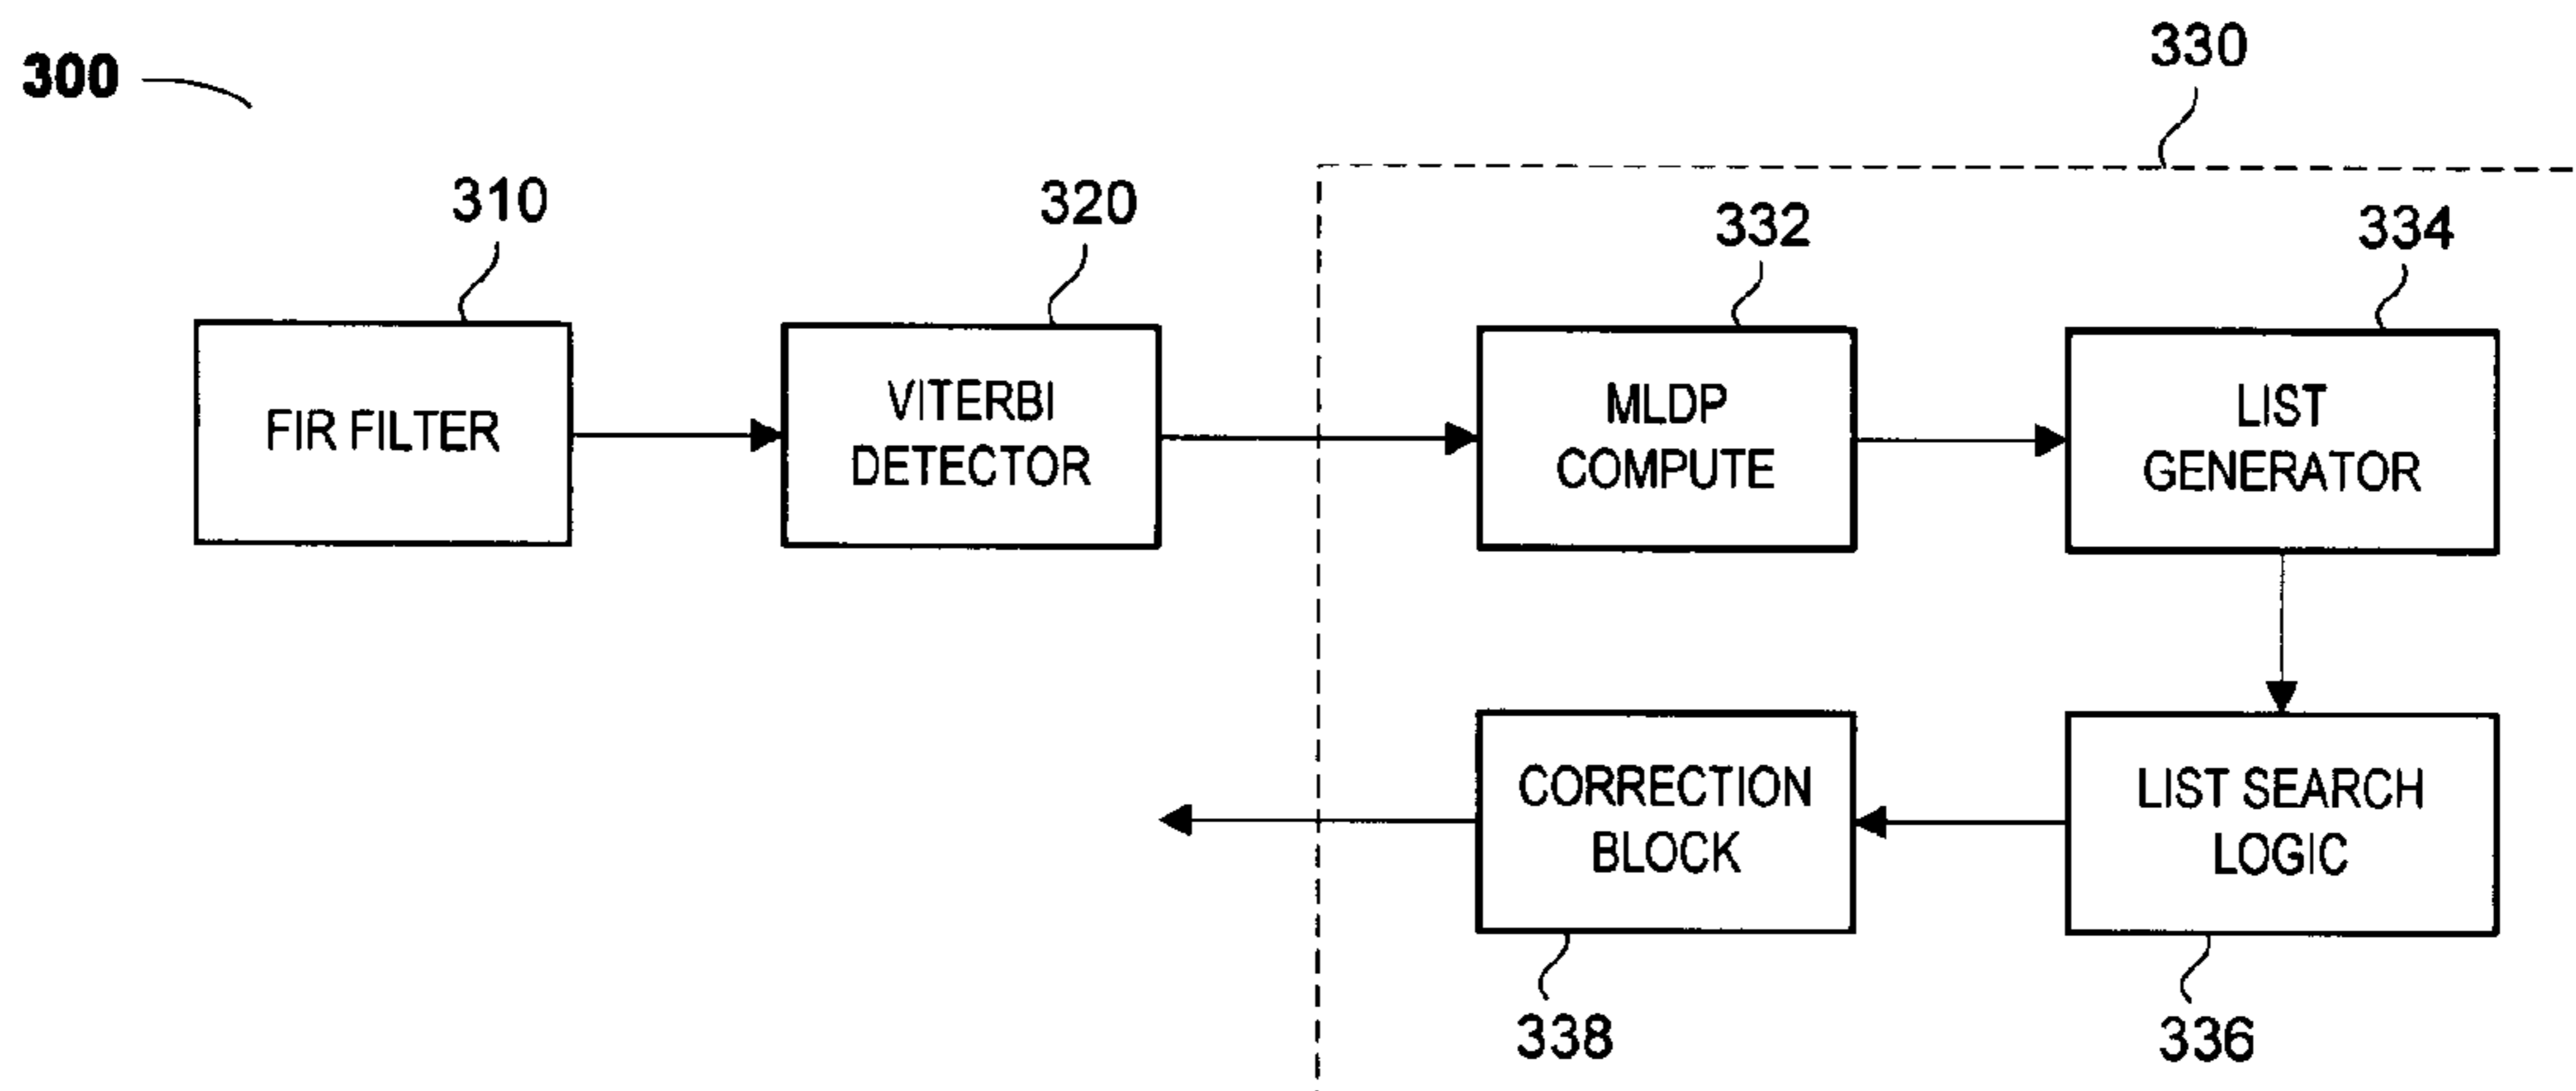 300
330
310
320
332
334
FIR FILTER
VITERBI
DETECTOR
MLDP
COMPUTE
LIST
GENERATOR
CORRECTION
BLOCK
LIST SEARCH
LOGIC
338
336